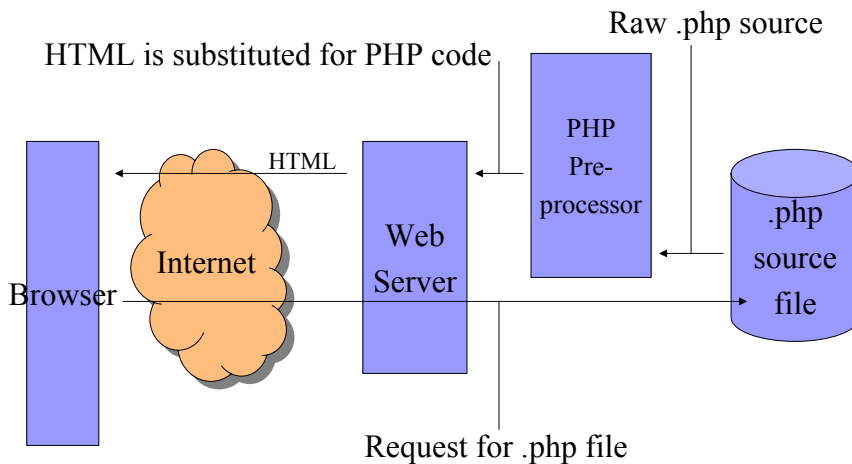 Raw .php source
HTML is substituted for PHP code
PHP
Pre-
processor
HTML
.php
source
file
Web
Server
Internet
Browser
Request for .php file